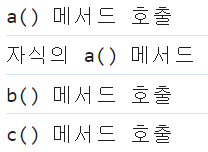 a() 메서드 호출
자식의 a() 메서드
b() 메서드 호출
c() 메서드 호출